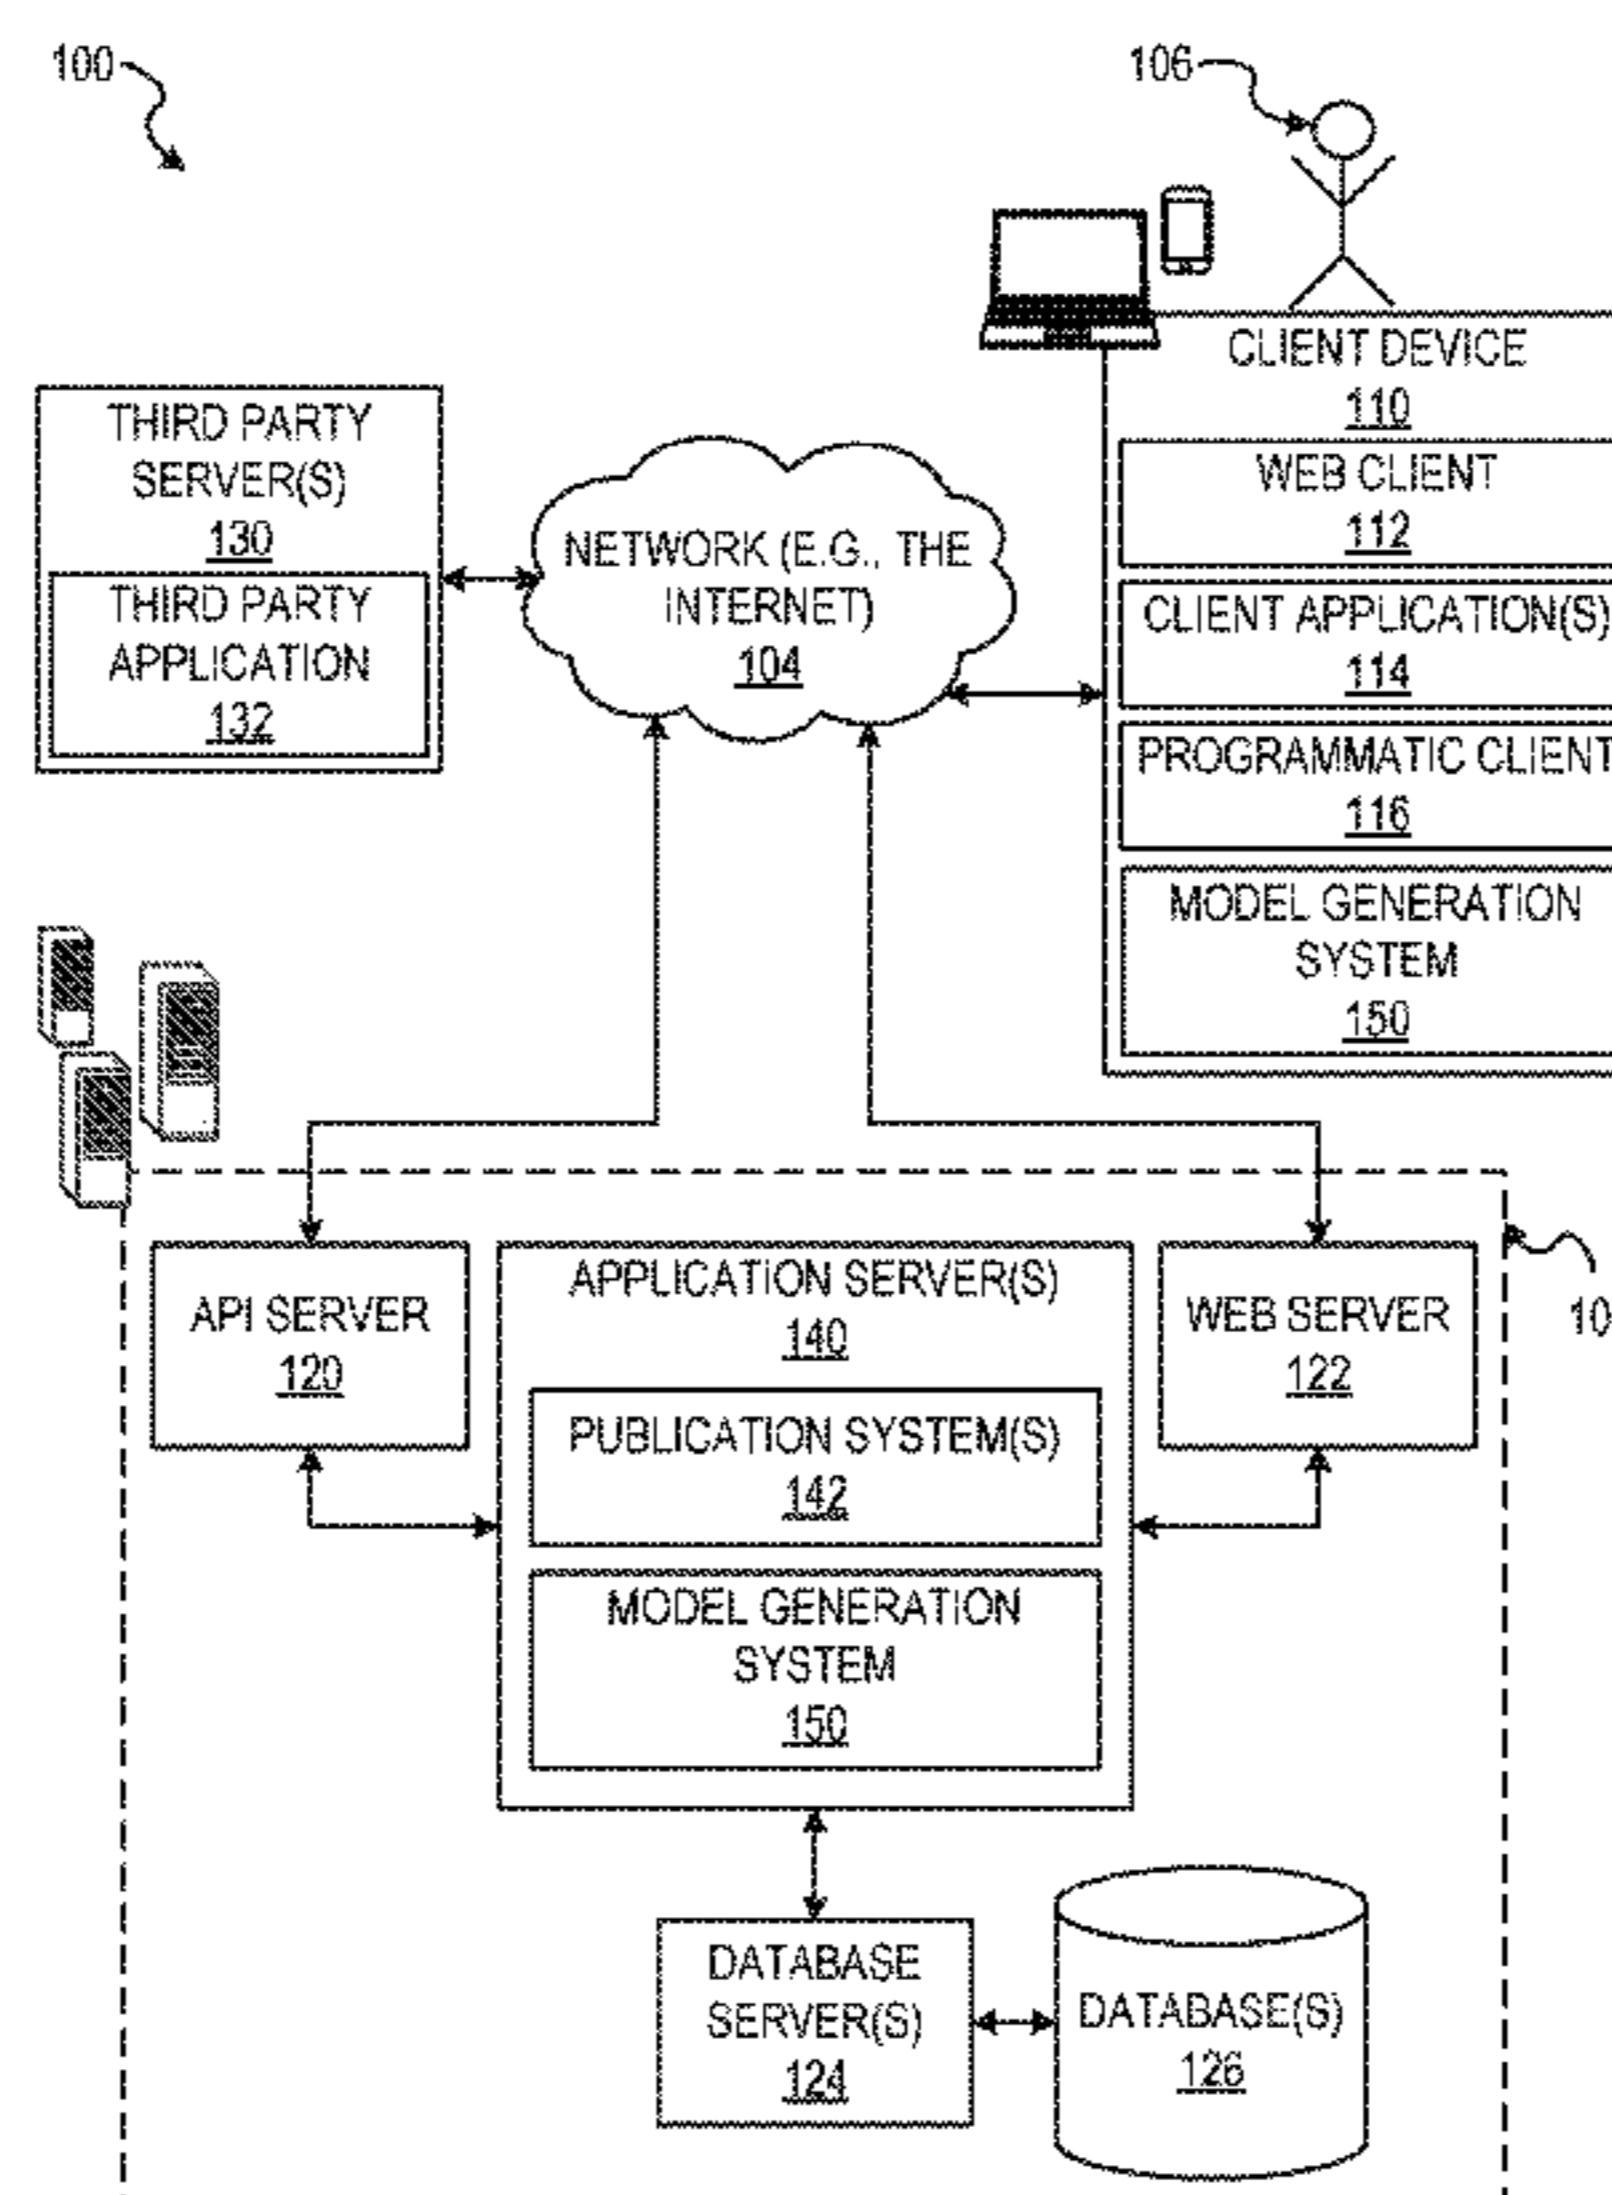 100
106
CLIENT DEVICE
110
WEB CLIENT
112
CLIENT APPLICATION(S)
114
PROGRAMMATIC CLIENT
116
MODEL GENERATION
SYSTEM
150
THIRD PARTY
SERVER(S)
130
THIRD PARTY
APPLICATION
132
NETWORK (E.G., THE
INTERNET)
104
API SERVER
120
APPLICATION SERVER(S)
140
PUBLICATION SYSTEM(S)
142
MODEL GENERATION
SYSTEM
150
WEB SERVER
122
DATABASE
SERVER(S)
124
DATABASE(S)
126